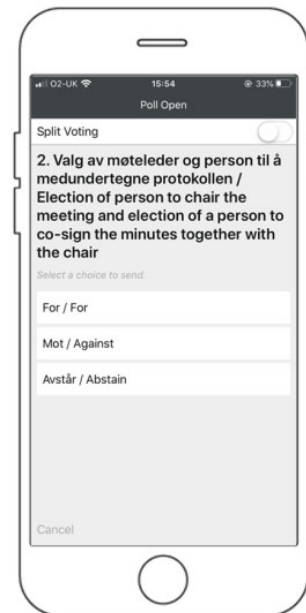 O2-UK 15:54 33%
Poll Open
Split Voting
2. Valg av møteleder og person til å
medundertegne protokollen /
Election of person to chair the
meeting and election of a person to
co-sign the minutes together with
the chair
Select a choice to send.
For / For
Mot / Against
Avstår / Abstain
Cancel